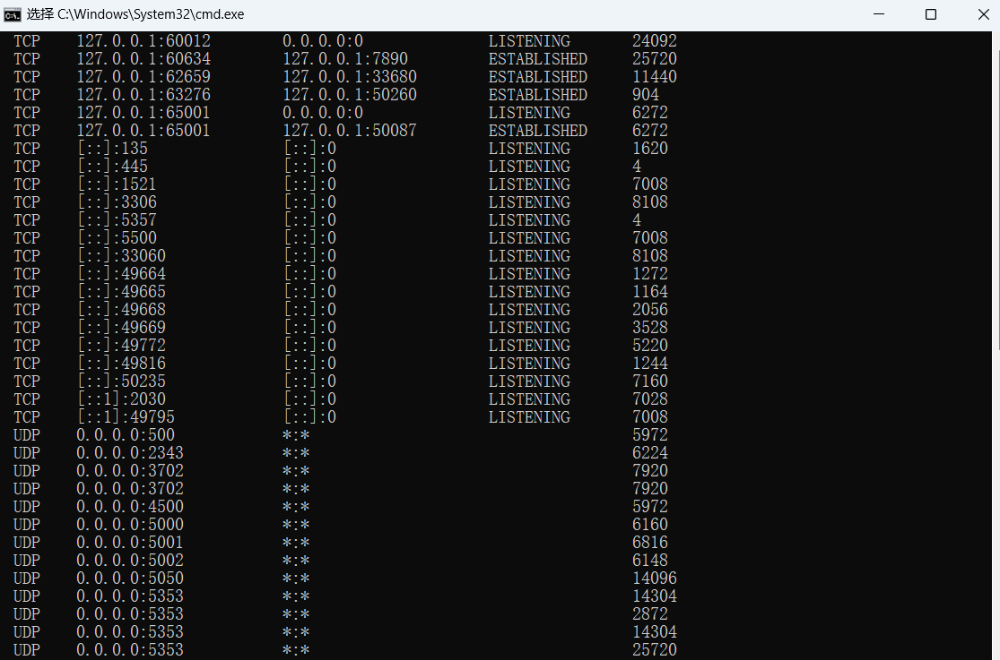 选择 C:\Windows\System32\cmd.exe
TCP 127.0.0.1:60012 0.0.0.0:0 LISTENING 24092
TCP 127.0.0.1:60634 127.0.0.1:7890 ESTABLISHED 25720
TCP 127.0.0.1:62659 127.0.0.1:33680 ESTABLISHED 11440
TCP 127.0.0.1:63276 127.0.0.1:50260 ESTABLISHED 904
TCP 127.0.0.1:65001 0.0.0.0:0 LISTENING 6272
TCP 127.0.0.1:65001 127.0.0.1:50087 ESTABLISHED 6272
TCP [::]:135 [::]:0 LISTENING 1620
TCP [::]:445 [::]:0 LISTENING 4
TCP [::]:1521 [::]:0 LISTENING 7008
TCP [::]:3306 [::]:0 LISTENING 8108
TCP [::]:5357 [::]:0 LISTENING 4
TCP [::]:5500 [::]:0 LISTENING 7008
TCP [::]:33060 [::]:0 LISTENING 8108
TCP [::]:49664 [::]:0 LISTENING 1272
TCP [::]:49665 [::]:0 LISTENING 1164
TCP [::]:49668 [::]:0 LISTENING 2056
TCP [::]:49669 [::]:0 LISTENING 3528
TCP [::]:49772 [::]:0 LISTENING 5220
TCP [::]:49816 [::]:0 LISTENING 1244
TCP [::]:50235 [::]:0 LISTENING 7160
TCP [::1]:2030 [::]:0 LISTENING 7028
TCP [::1]:49795 [::]:0 LISTENING 7008
UDP 0.0.0.0:500 *:* 5972
UDP 0.0.0.0:2343 *:* 6224
UDP 0.0.0.0:3702 *:* 7920
UDP 0.0.0.0:3702 *:* 7920
UDP 0.0.0.0:4500 *:* 5972
UDP 0.0.0.0:5000 *:* 6160
UDP 0.0.0.0:5001 *:* 6816
UDP 0.0.0.0:5002 *:* 6148
UDP 0.0.0.0:5050 *:* 14096
UDP 0.0.0.0:5353 *:* 14304
UDP 0.0.0.0:5353 *:* 2872
UDP 0.0.0.0:5353 *:* 14304
UDP 0.0.0.0:5353 *:* 25720